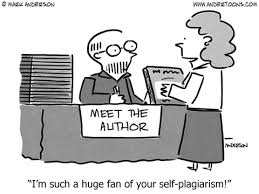 © MARK ANDERSON
WWW.ANDERTOONS.COM
MEET THE
AUTHOR
ANDERSON
"I'm such a huge fan of your self-plagiarism!"